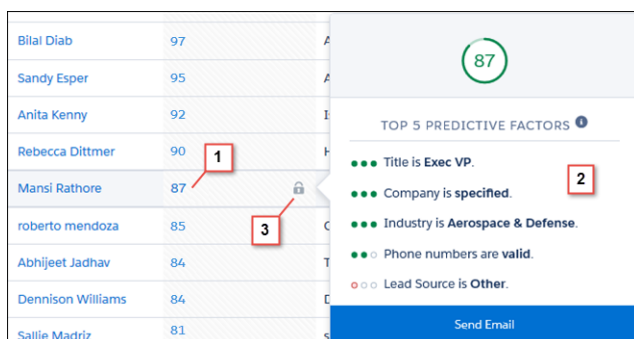 Bilal Diab 97
Sandy Esper 95
Anita Kenny 92
Rebecca Dittmer 90
1
Mansi Rathore 87
3
roberto mendoza 85
Abhijeet Jadhav 84
Dennison Williams 84
Sallie Madriz 81
87
TOP 5 PREDICTIVE FACTORS
Title is Exec VP.
2
Company is specified.
Industry is Aerospace & Defense.
Phone numbers are valid.
Lead Source is Other.
Send Email